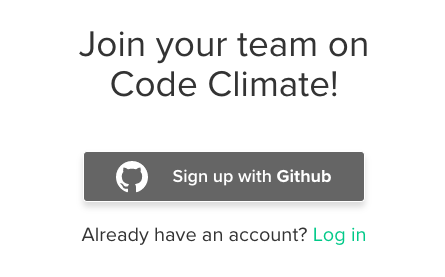 Join your team on
Code Climate!
Sign up with Github
Already have an account? Log in